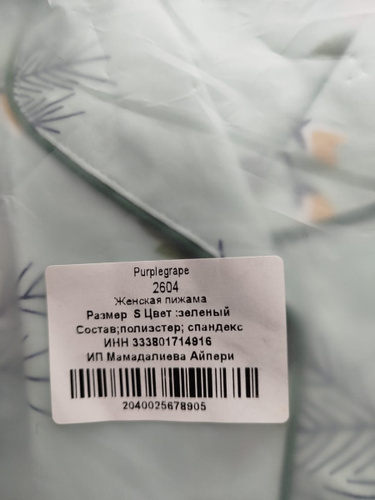 Purplegrape
2604
Женская пижама
Размер S Цвет :зеленый
Состав;полиэстер; спандекс
ИНН 333801714916
ИП Мамадалиева Айпери
2040025678905